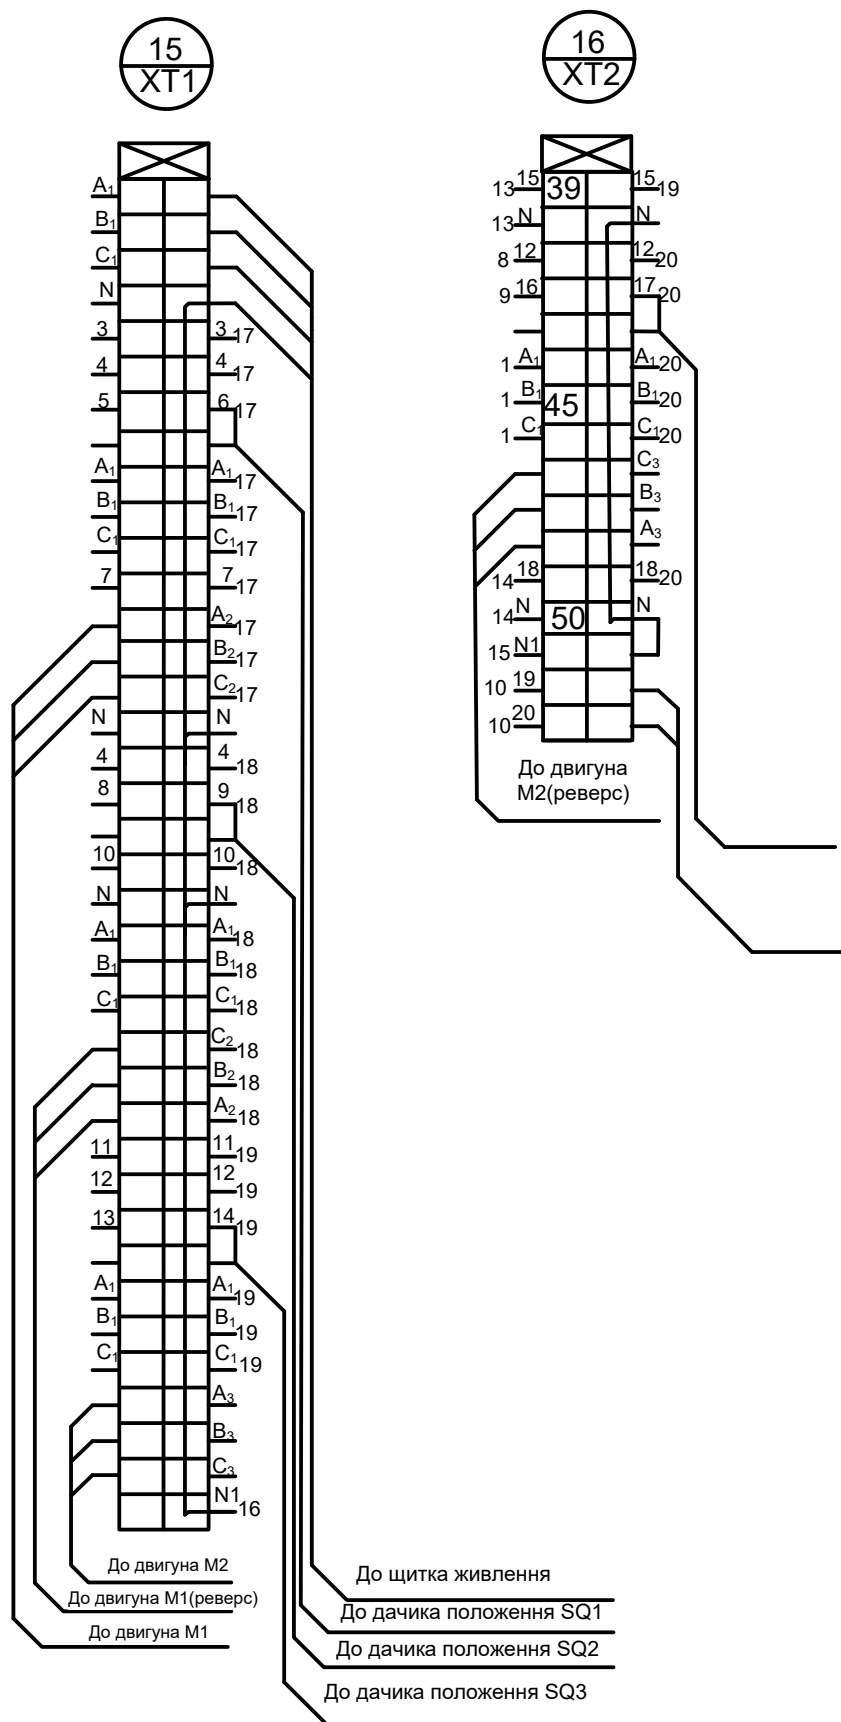 15
XT1
A1
B1
C1
N
3 3 17
4 4 17
5 6 17
A1 A1 17
B1 B1 17
C1 C1 17
7 7 17
A2 17
B2 17
C2 17
N N
4 4 18
8 9 18
10 10 18
N N
A1 A1 18
B1 B1 18
C1 C1 18
C2 18
B2 18
A2 18
11 11 19
12 12 19
13 14 19
A1 A1 19
B1 B1 19
C1 C1 19
A3
B3
C3
N1 16
До двигуна М2
До двигуна М1(реверс)
До двигуна М1
До щитка живлення
До дачика положення SQ1
До дачика положення SQ2
До дачика положення SQ3
16
XT2
13 15 39 15 19
13 N N
8 12 12 20
9 16 17 20
1 A1 A1 20
1 B1 45 B1 20
1 C1 C1 20
C3
B3
A3
14 18 18 20
14 N 50 N
15 N1
10 19
10 20
До двигуна
М2(реверс)